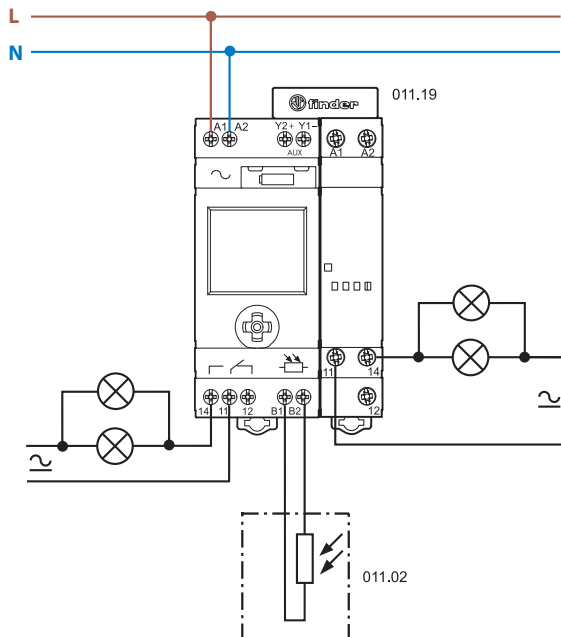 L
N
finder
011.19
A1 A2 Y2+ Y1-
AUX
A1 A2
11 14
14 11 12 B1 B2
12
011.02